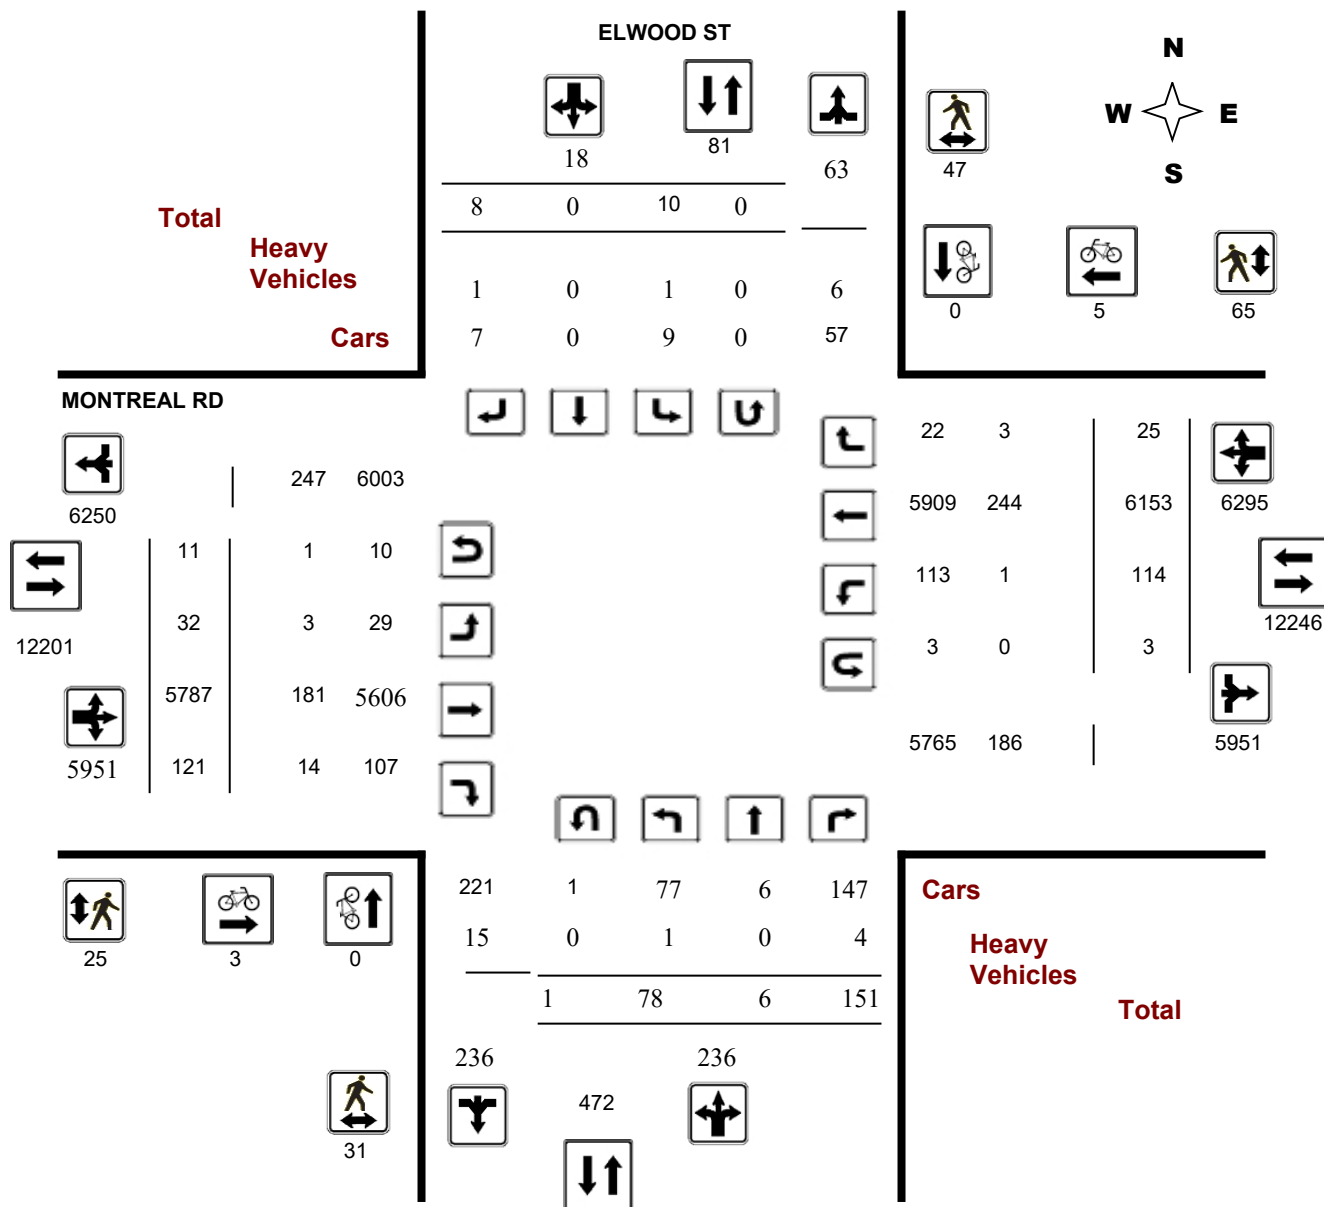 ELWOOD ST
N
W E
S
18
81
63
47
Total
8 0 10 0
Heavy
Vehicles
1 0 1 0 6
0 5 65
Cars
7 0 9 0 57
MONTREAL RD
22 3 25
247 6003
6250
5909 244 6153 6295
11 1 10
113 1 114
32 3 29
12201
12246
3 0 3
5787 181 5606
5765 186 5951
5951 121 14 107
221 1 77 6 147
Cars
15 0 1 0 4
Heavy
Vehicles
25 3 0
1 78 6 151
Total
236 236
472
31